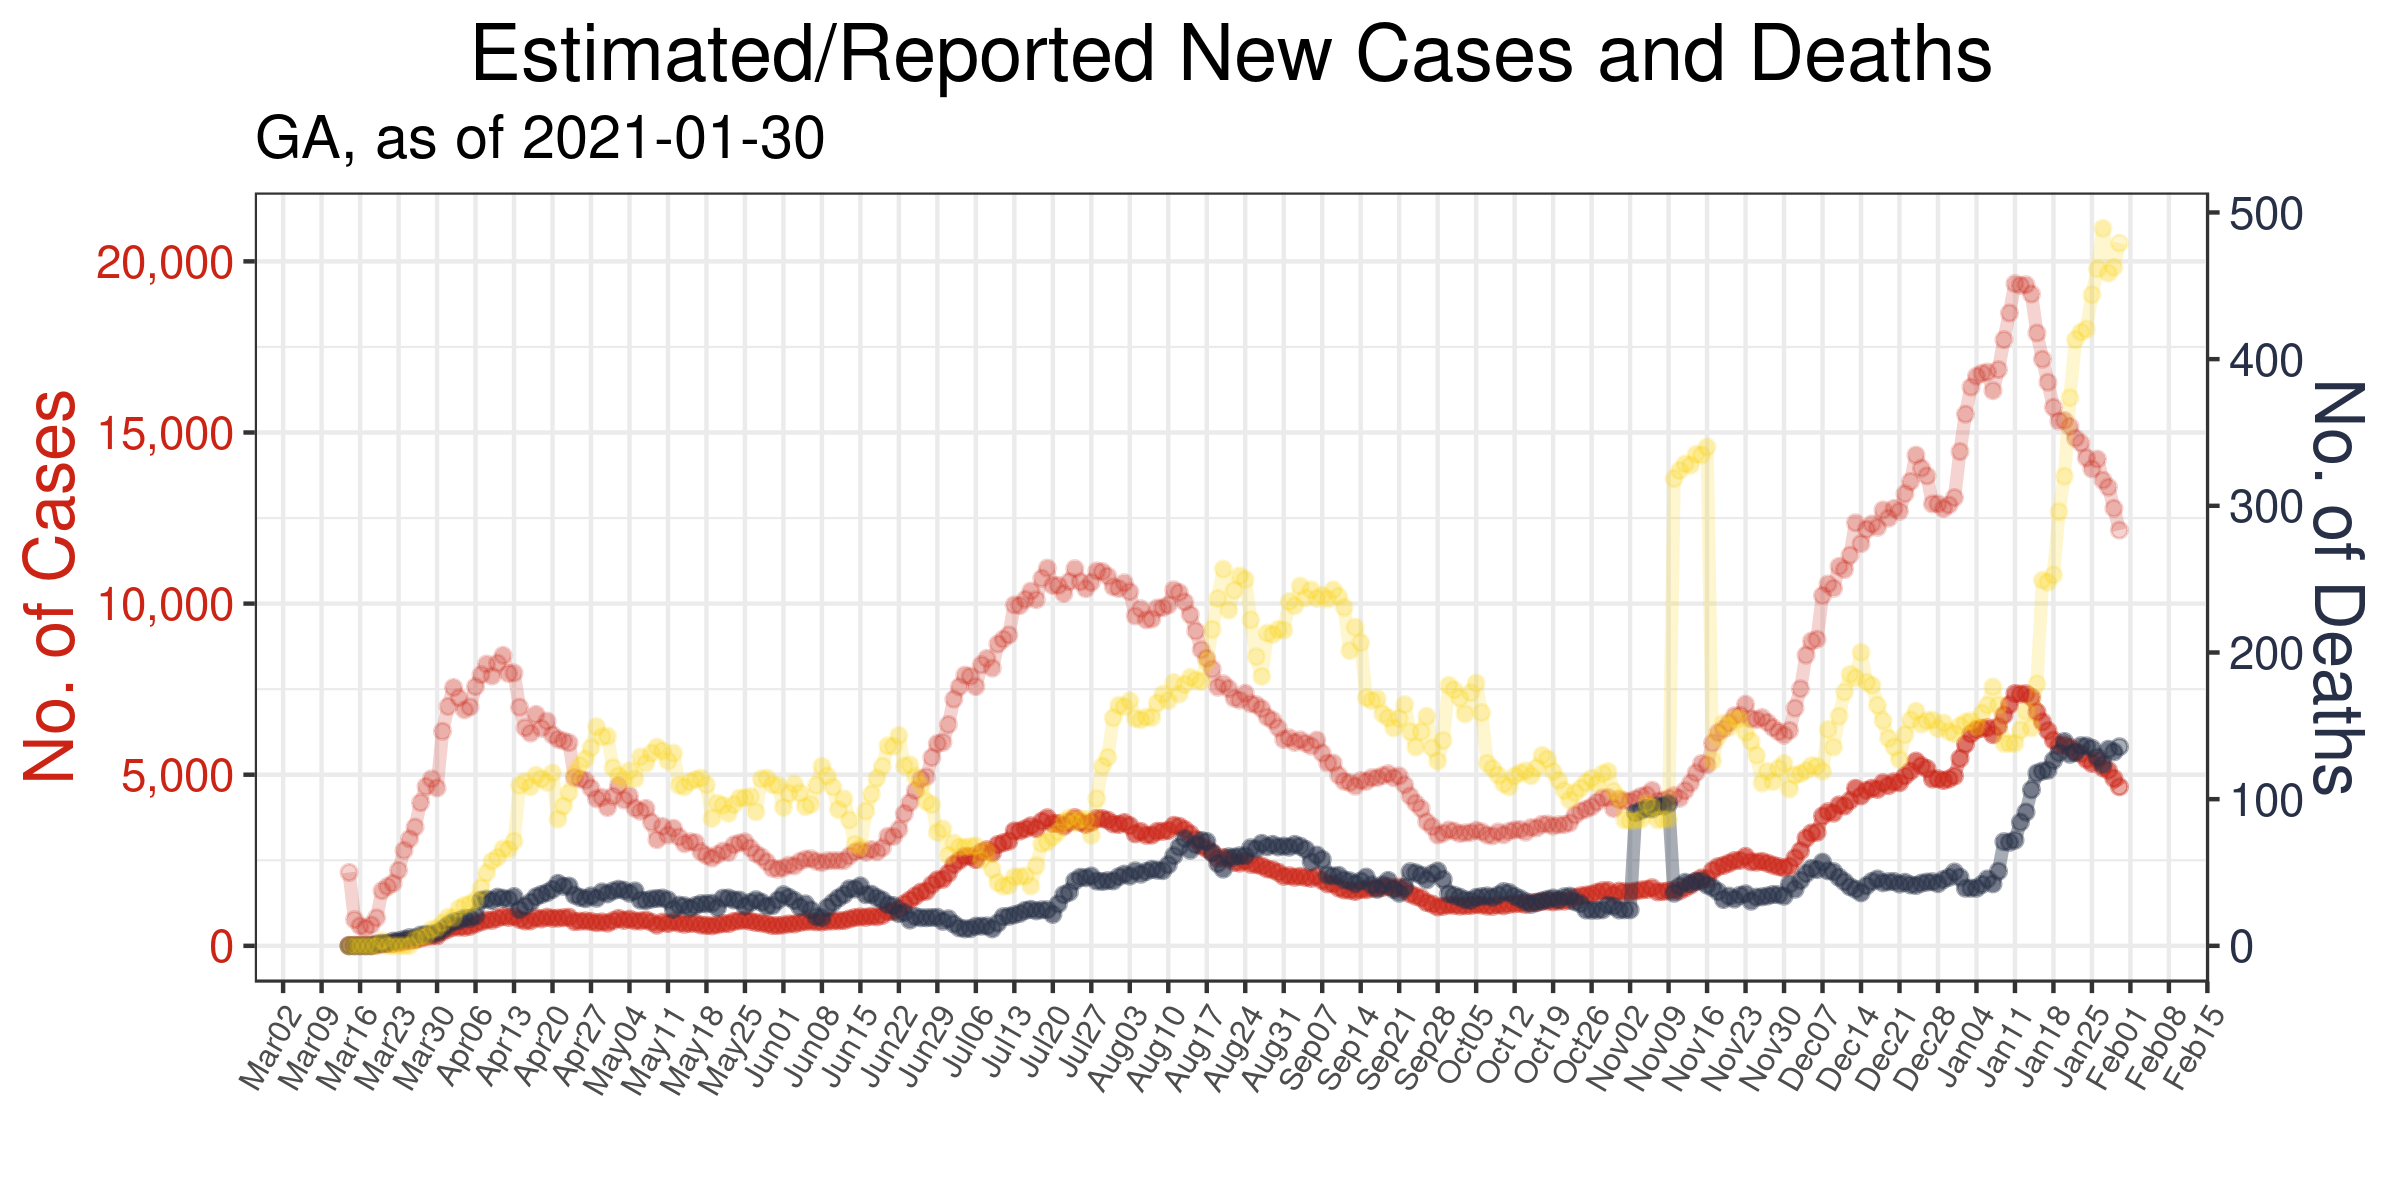 Estimated/Reported New Cases and Deaths
GA, as of 2021-01-30
No. of Cases
20,000
15,000
10,000
5,000
0
500
400
300
200
100
0
No. of Deaths
Mar02
Mar09
Mar16
Mar23
Mar30
Apr06
Apr13
Apr20
Apr27
May04
May11
May18
May25
Jun01
Jun08
Jun15
Jun22
Jun29
Jul06
Jul13
Jul20
Jul27
Aug03
Aug10
Aug17
Aug24
Aug31
Sep07
Sep14
Sep21
Sep28
Oct05
Oct12
Oct19
Oct26
Nov02
Nov09
Nov16
Nov23
Nov30
Dec07
Dec14
Dec21
Dec28
Jan04
Jan11
Jan18
Jan25
Feb01
Feb08
Feb15